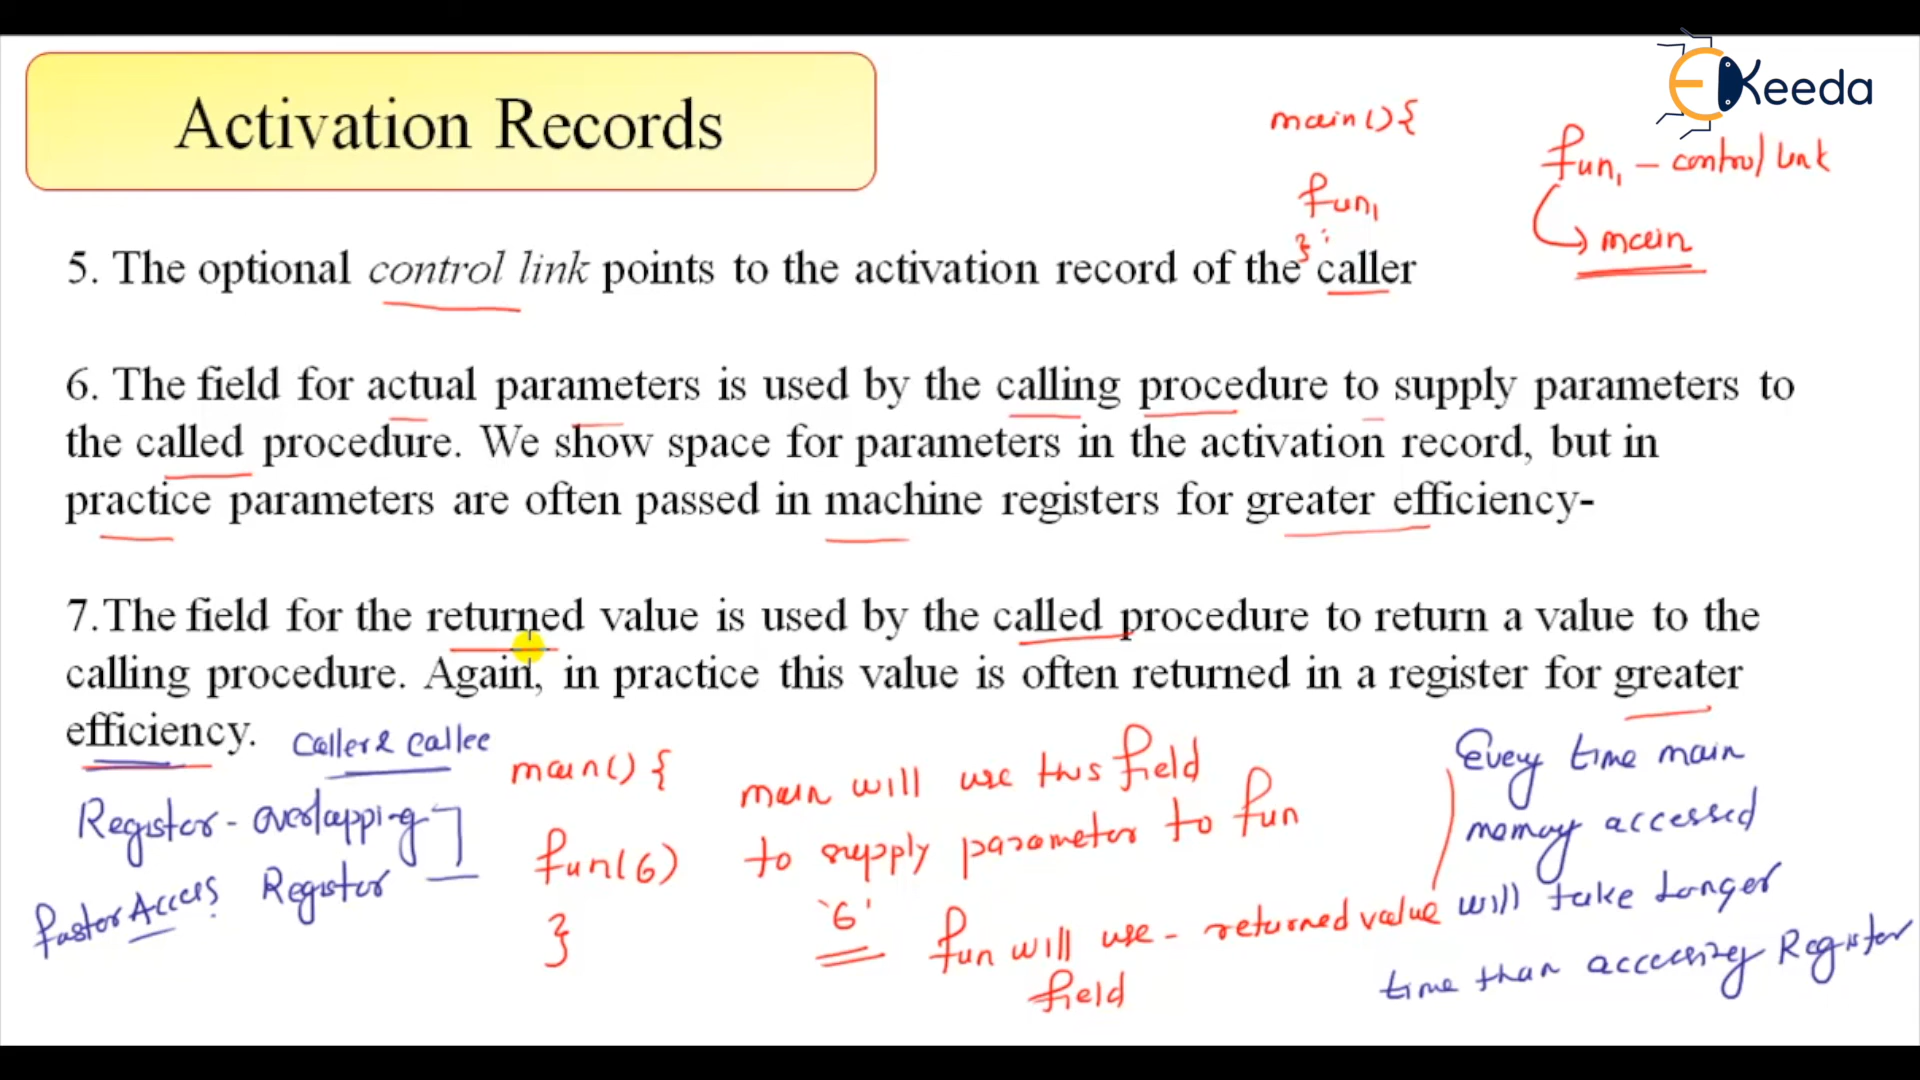 Activation Records
EKeeda
main() {
fun1
}
fun1 - control link
main
5. The optional control link points to the activation record of the caller
6. The field for actual parameters is used by the calling procedure to supply parameters to
the called procedure. We show space for parameters in the activation record, but in
practice parameters are often passed in machine registers for greater efficiency-
7.The field for the returned value is used by the called procedure to return a value to the
calling procedure. Again, in practice this value is often returned in a register for greater
efficiency.
Caller & Callee
Register - overlapping
Faster Access Register
main() {
fun(6)
}
main will use this field
to supply parameter to fun
'6'
fun will use - returned value
field
Every time main
memory accessed
will take Longer
time than accessing Register